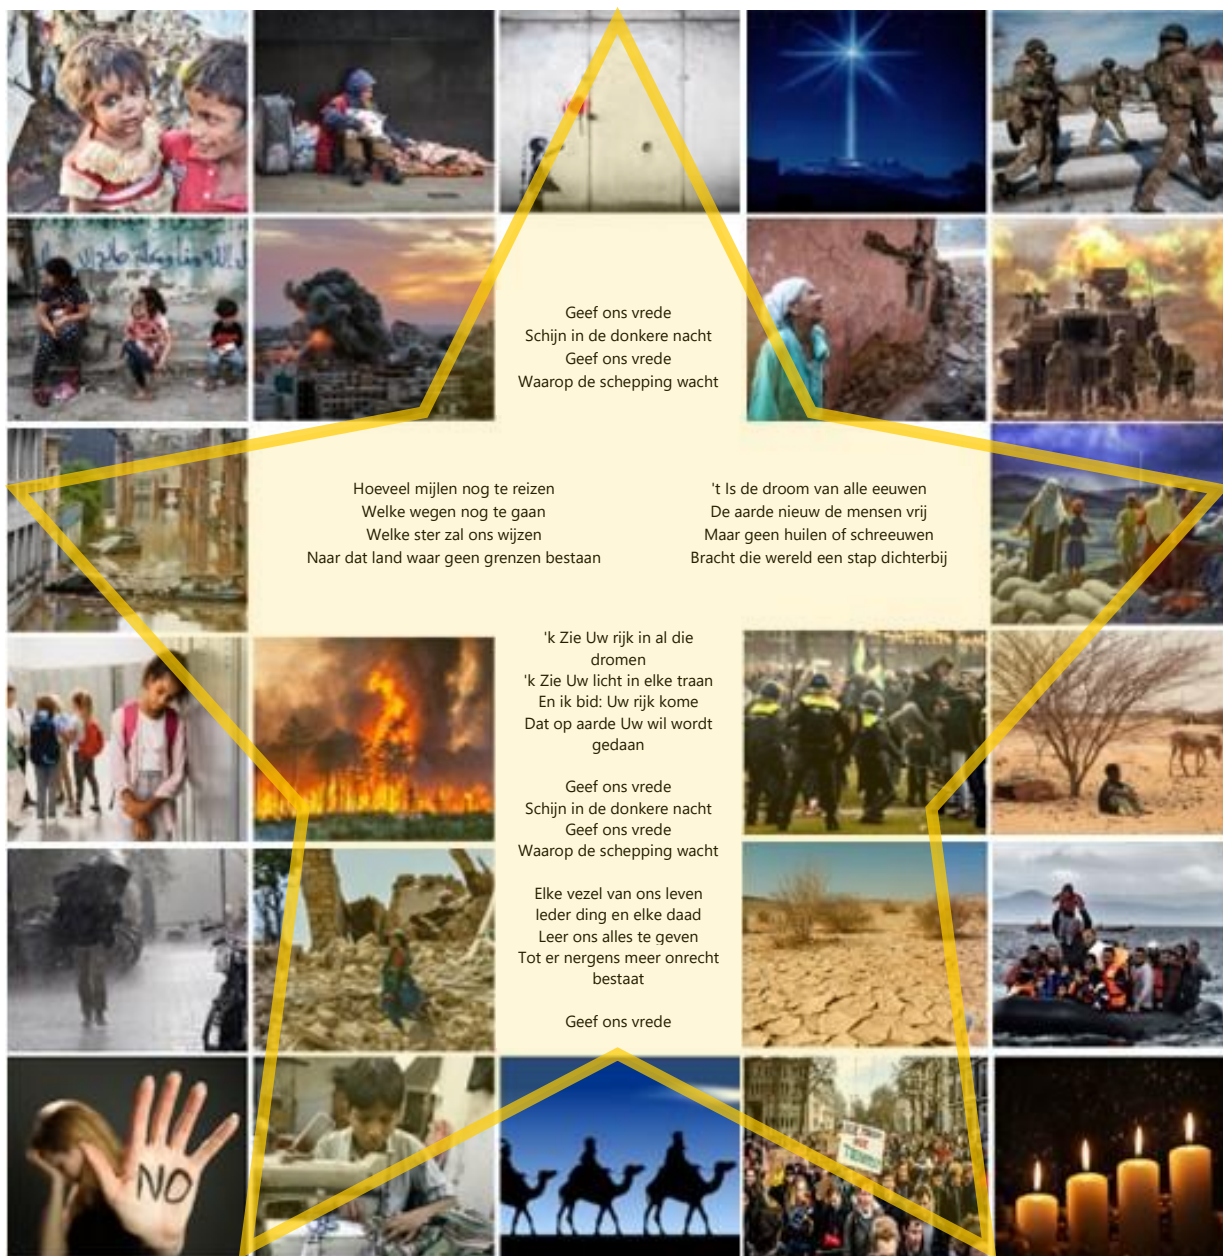 Geef ons vrede
Schijn in de donkere nacht
Geef ons vrede
Waarop de schepping wacht
Hoeveel mijlen nog te reizen
Welke wegen nog te gaan
Welke ster zal ons wijzen
Naar dat land waar geen grenzen bestaan
't Is de droom van alle eeuwen
De aarde nieuw de mensen vrij
Maar geen huilen of schreeuwen
Bracht die wereld een stap dichterbij
'k Zie Uw rijk in al die
dromen
'k Zie Uw licht in elke traan
En ik bid: Uw rijk kome
Dat op aarde Uw wil wordt
gedaan
Geef ons vrede
Schijn in de donkere nacht
Geef ons vrede
Waarop de schepping wacht
Elke vezel van ons leven
Ieder ding en elke daad
Leer ons alles te geven
Tot er nergens meer onrecht
bestaat
Geef ons vrede
NO